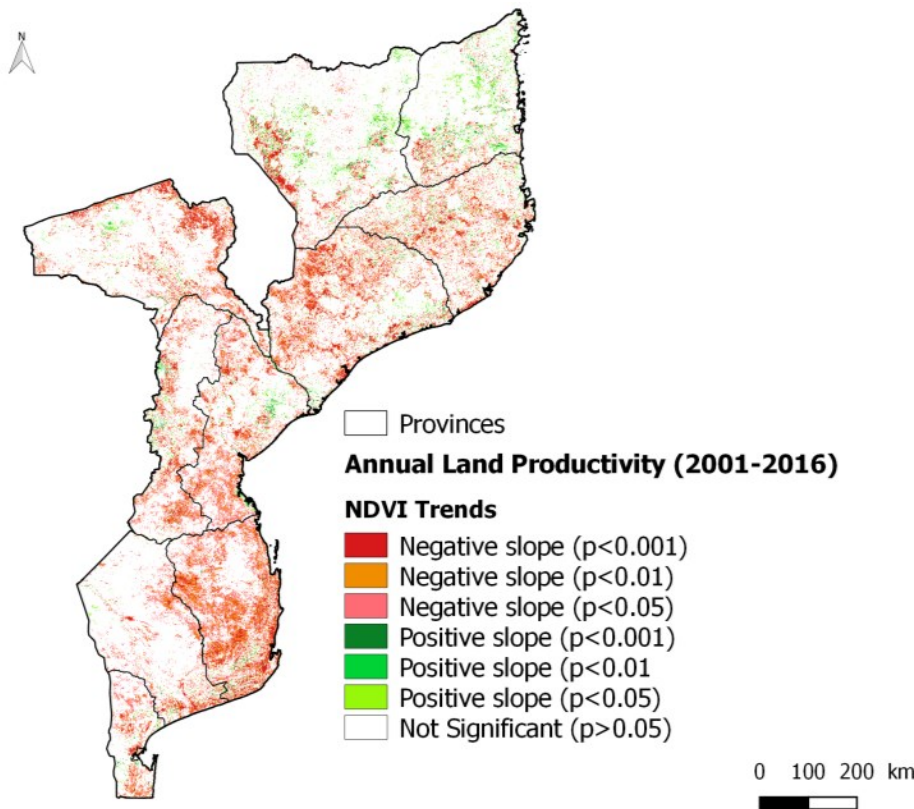 N
Provinces
Annual Land Productivity (2001-2016)
NDVI Trends
Negative slope (p<0.001)
Negative slope (p<0.01)
Negative slope (p<0.05)
Positive slope (p<0.001)
Positive slope (p<0.01
Positive slope (p<0.05)
Not Significant (p>0.05)
0 100 200 km